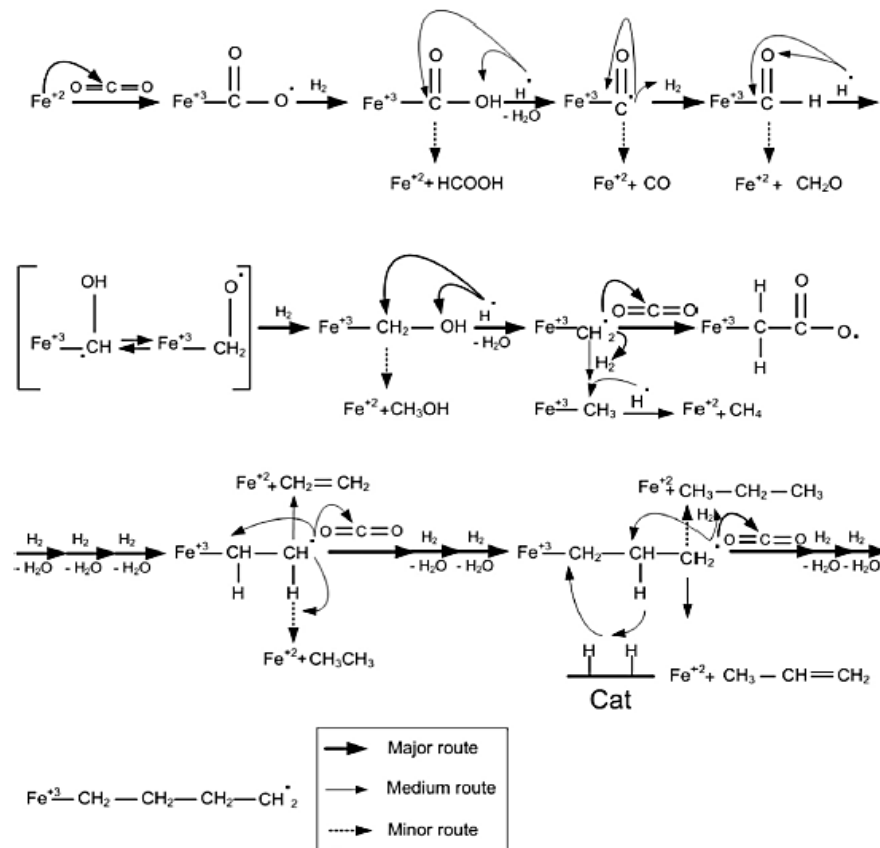 O
O
O
O
Fe+2 O=C=O Fe+3—C—O· H2 Fe+3—C—OH H· - H2O Fe+3—C· H2 Fe+3—C—H H·
Fe+2+HCOOH Fe+2+ CO Fe+2 + CH2O
OH O·
Fe+3—·CH Fe+3—CH2 H2 Fe+3—CH2—OH H· - H2O Fe+3—CH·2 O=C=O H2 Fe+3—C—C—O·
H O
H
Fe+2+CH3OH Fe+3—CH3 H· Fe+2+ CH4
Fe+2+CH2=CH2 Fe+2+CH3—CH2—CH3
H2 H2 H2 O=C=O H2 H2 H2 O=C=O H2 H2
- H2O - H2O - H2O Fe+3—CH—CH· - H2O - H2O Fe+3—CH2—CH—CH2· - H2O - H2O
H H H
Fe+2+CH3CH3 H H
Cat Fe+2+ CH3—CH=CH2
Major route
Fe+3—CH2—CH2—CH2—CH·2 Medium route
Minor route